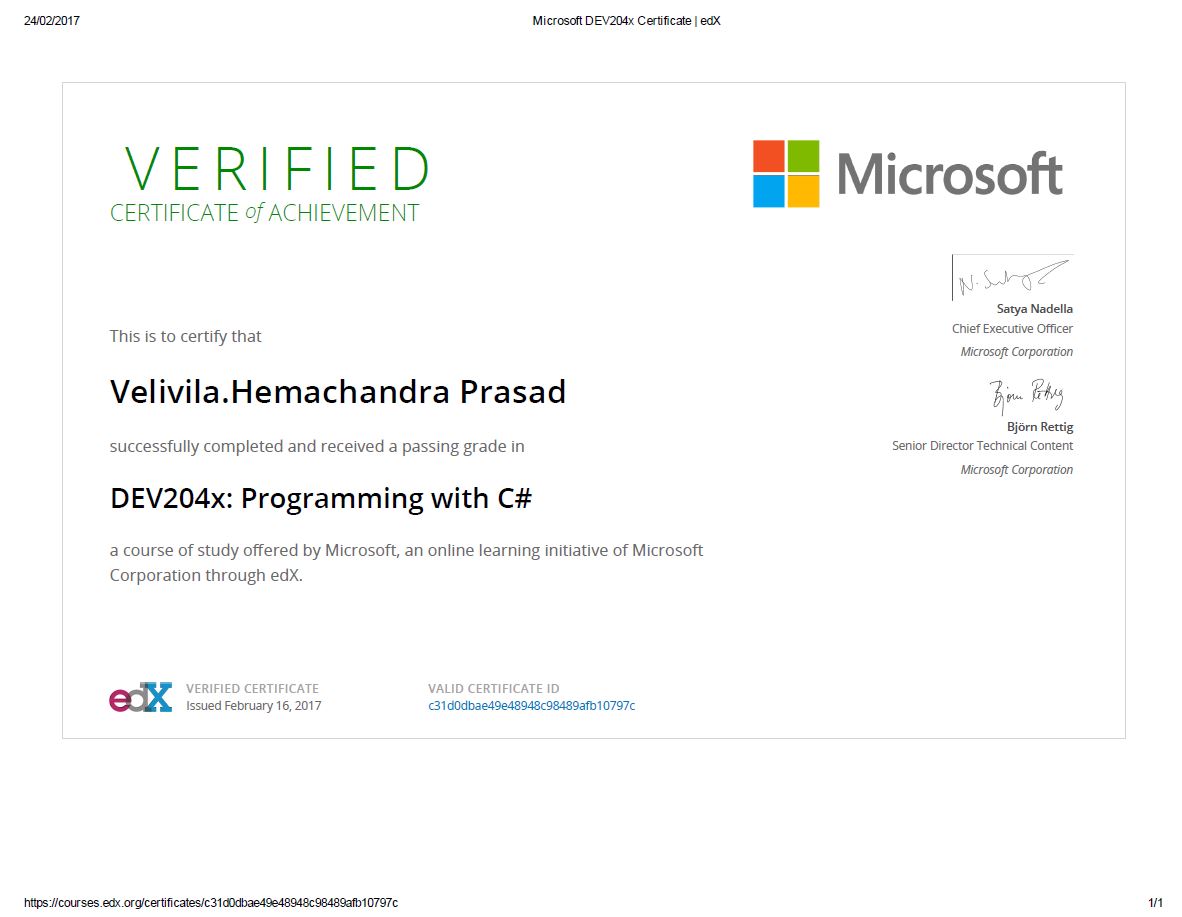 24/02/2017
Microsoft DEV204x Certificate | edX
VERIFIED
CERTIFICATE of ACHIEVEMENT
Microsoft
N. Satya
Satya Nadella
Chief Executive Officer
Microsoft Corporation
This is to certify that
Velivila.Hemachandra Prasad
successfully completed and received a passing grade in
DEV204x: Programming with C#
a course of study offered by Microsoft, an online learning initiative of Microsoft
Corporation through edX.
Björn Rettig
Björn Rettig
Senior Director Technical Content
Microsoft Corporation
edX
VERIFIED CERTIFICATE
Issued February 16, 2017
VALID CERTIFICATE ID
c31d0dbae49e48948c98489afb10797c
https://courses.edx.org/certificates/c31d0dbae49e48948c98489afb10797c
1/1